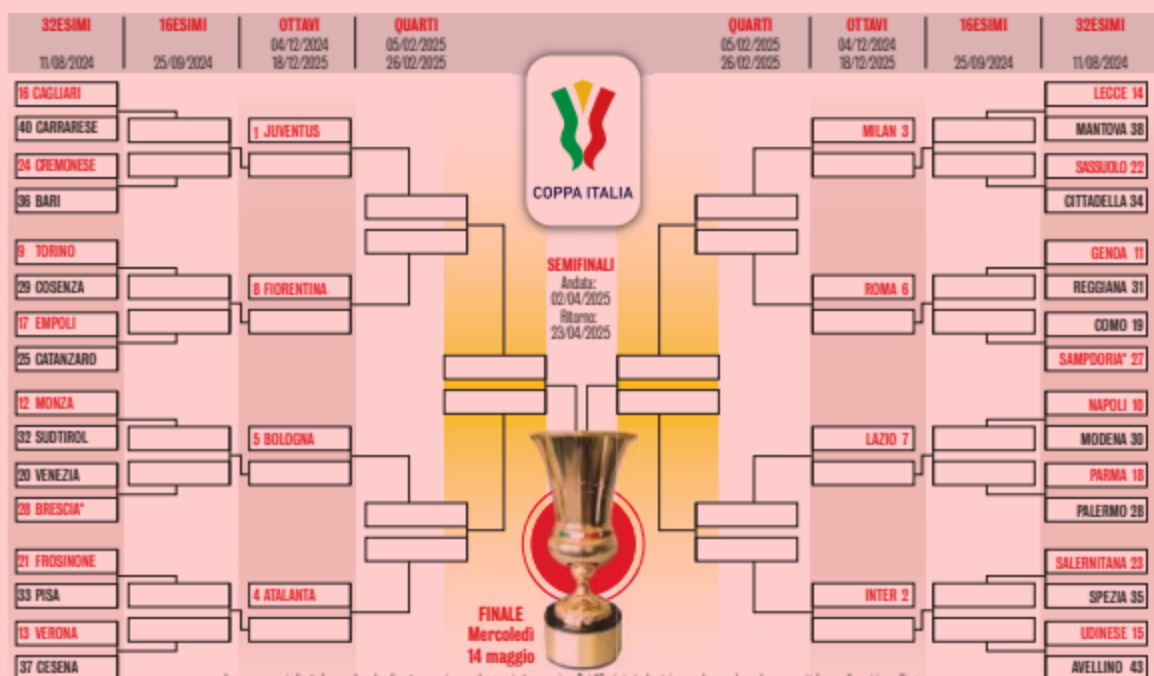 32ESIMI
11/08/2024
16ESIMI
25/09/2024
OTTAVI
04/12/2024
18/12/2025
QUARTI
05/02/2025
26/02/2025
QUARTI
05/02/2025
26/02/2025
OTTAVI
04/12/2024
18/12/2025
16ESIMI
25/09/2024
32ESIMI
11/08/2024
16 CAGLIARI
40 CARRARESE
24 CREMONESE
36 BARI
9 TORINO
29 COSENZA
17 EMPOLI
25 CATANZARO
12 MONZA
32 SUDTIROL
20 VENEZIA
28 BRESCIA*
21 FROSINONE
33 PISA
13 VERONA
37 CESENA
1 JUVENTUS
8 FIORENTINA
5 BOLOGNA
4 ATALANTA
COPPA ITALIA
SEMIFINALI
Andata:
02/04/2025
Ritorno:
23/04/2025
FINALE
Mercoledì
14 maggio
MILAN 3
ROMA 6
LAZIO 7
INTER 2
LECCE 14
MANTOVA 38
SASSUOLO 22
CITTADELLA 34
GENOA 11
REGGIANA 31
COMO 19
SAMPDORIA* 27
NAPOLI 10
MODENA 30
PARMA 18
PALERMO 28
SALERNITANA 23
SPEZIA 35
UDINESE 15
AVELLINO 43